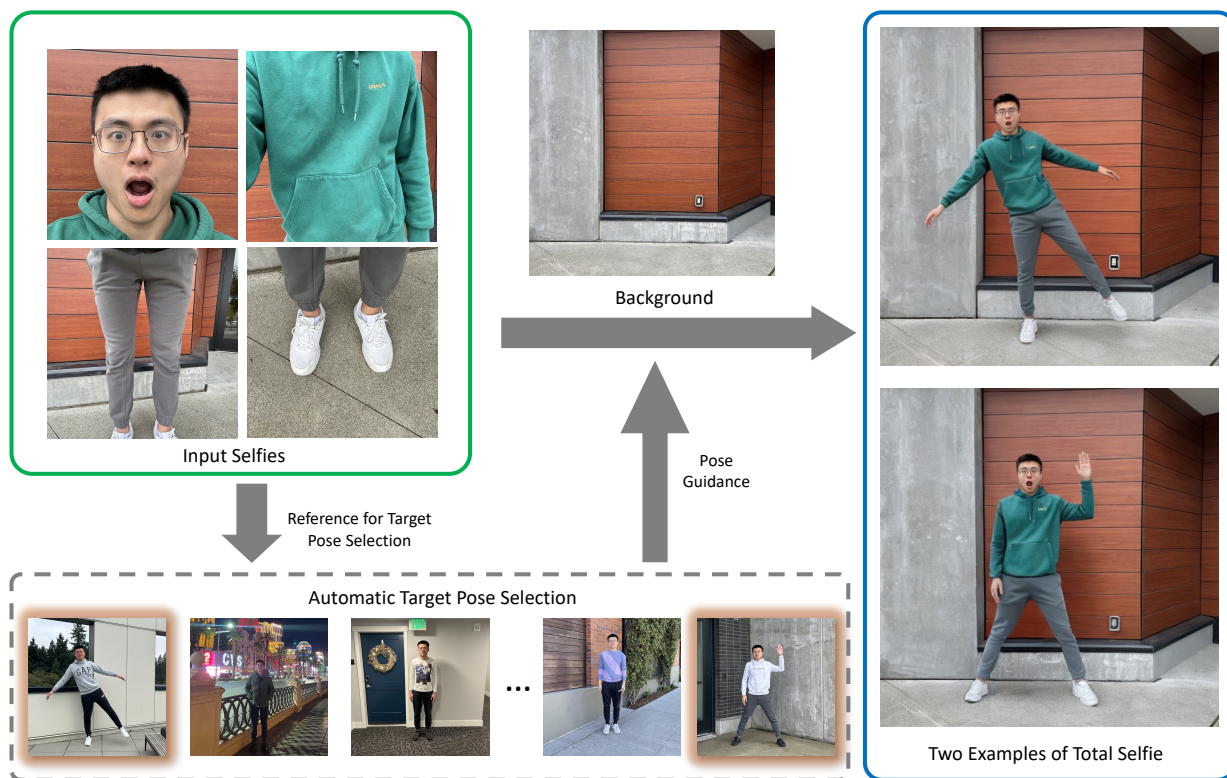 Input Selfies
Background
Reference for Target
Pose Selection
Pose
Guidance
Automatic Target Pose Selection
GAP
...
Two Examples of Total Selfie